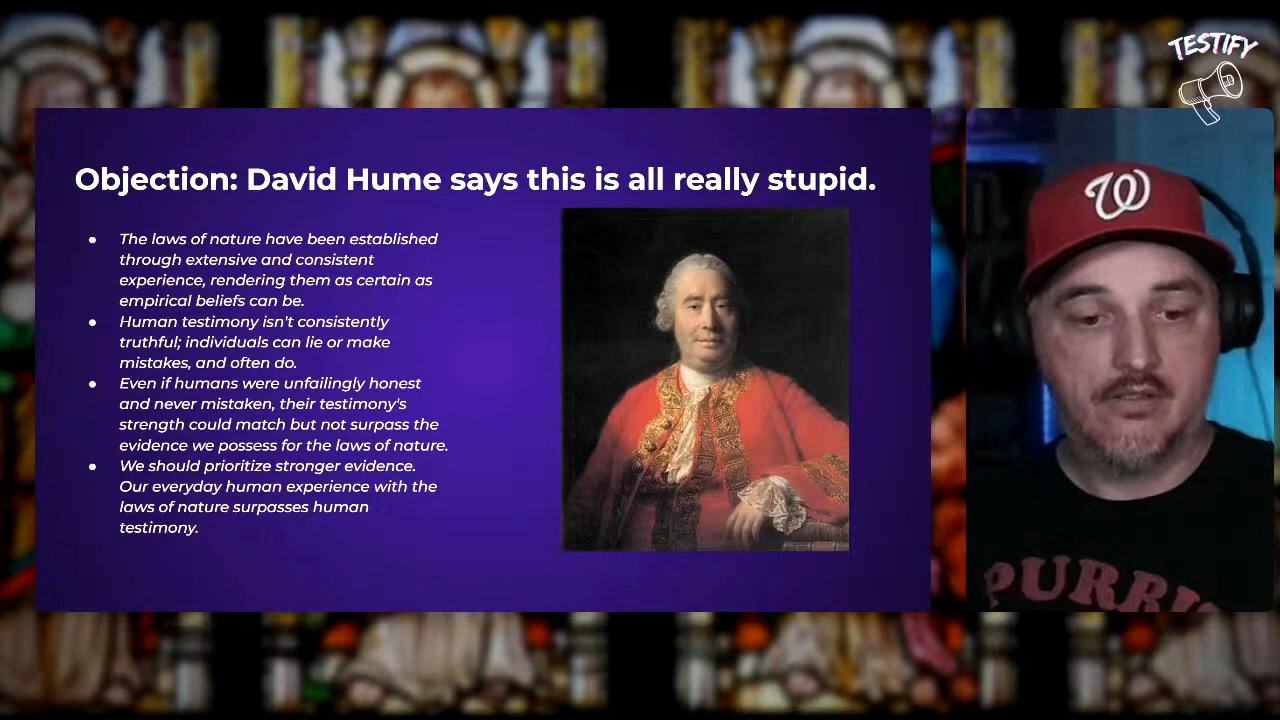 TESTIFY
Objection: David Hume says this is all really stupid.
● The laws of nature have been established
through extensive and consistent
experience, rendering them as certain as
empirical beliefs can be.
● Human testimony isn't consistently
truthful; individuals can lie or make
mistakes, and often do.
● Even if humans were unfailingly honest
and never mistaken, their testimony's
strength could match but not surpass the
evidence we possess for the laws of nature.
● We should prioritize stronger evidence.
Our everyday human experience with the
laws of nature surpasses human
testimony.
W